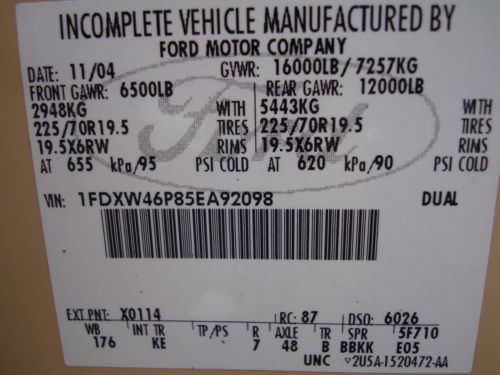 INCOMPLETE VEHICLE MANUFACTURED BY
FORD MOTOR COMPANY
DATE: 11/04 GVWR: 16000LB/ 7257KG
FRONT GAWR: 6500LB REAR GAWR: 12000LB
2948KG WITH 5443KG WITH
225/70R19.5 TIRES 225/70R19.5 TIRES
19.5X6RW RIMS 19.5X6RW RIMS
AT 655 kPa/95 PSI COLD AT 620 kPa/90 PSI COLD
VIN: 1FDXW46P85EA92098 DUAL
Ford
EXT PNT: X0114 RC: 87 DSO: 6026
WB INT TR TP/PS R AXLE TR SPR 5F710
176 KE 7 48 B BBKK E05
UNC ▽2U5A-1520472-AA